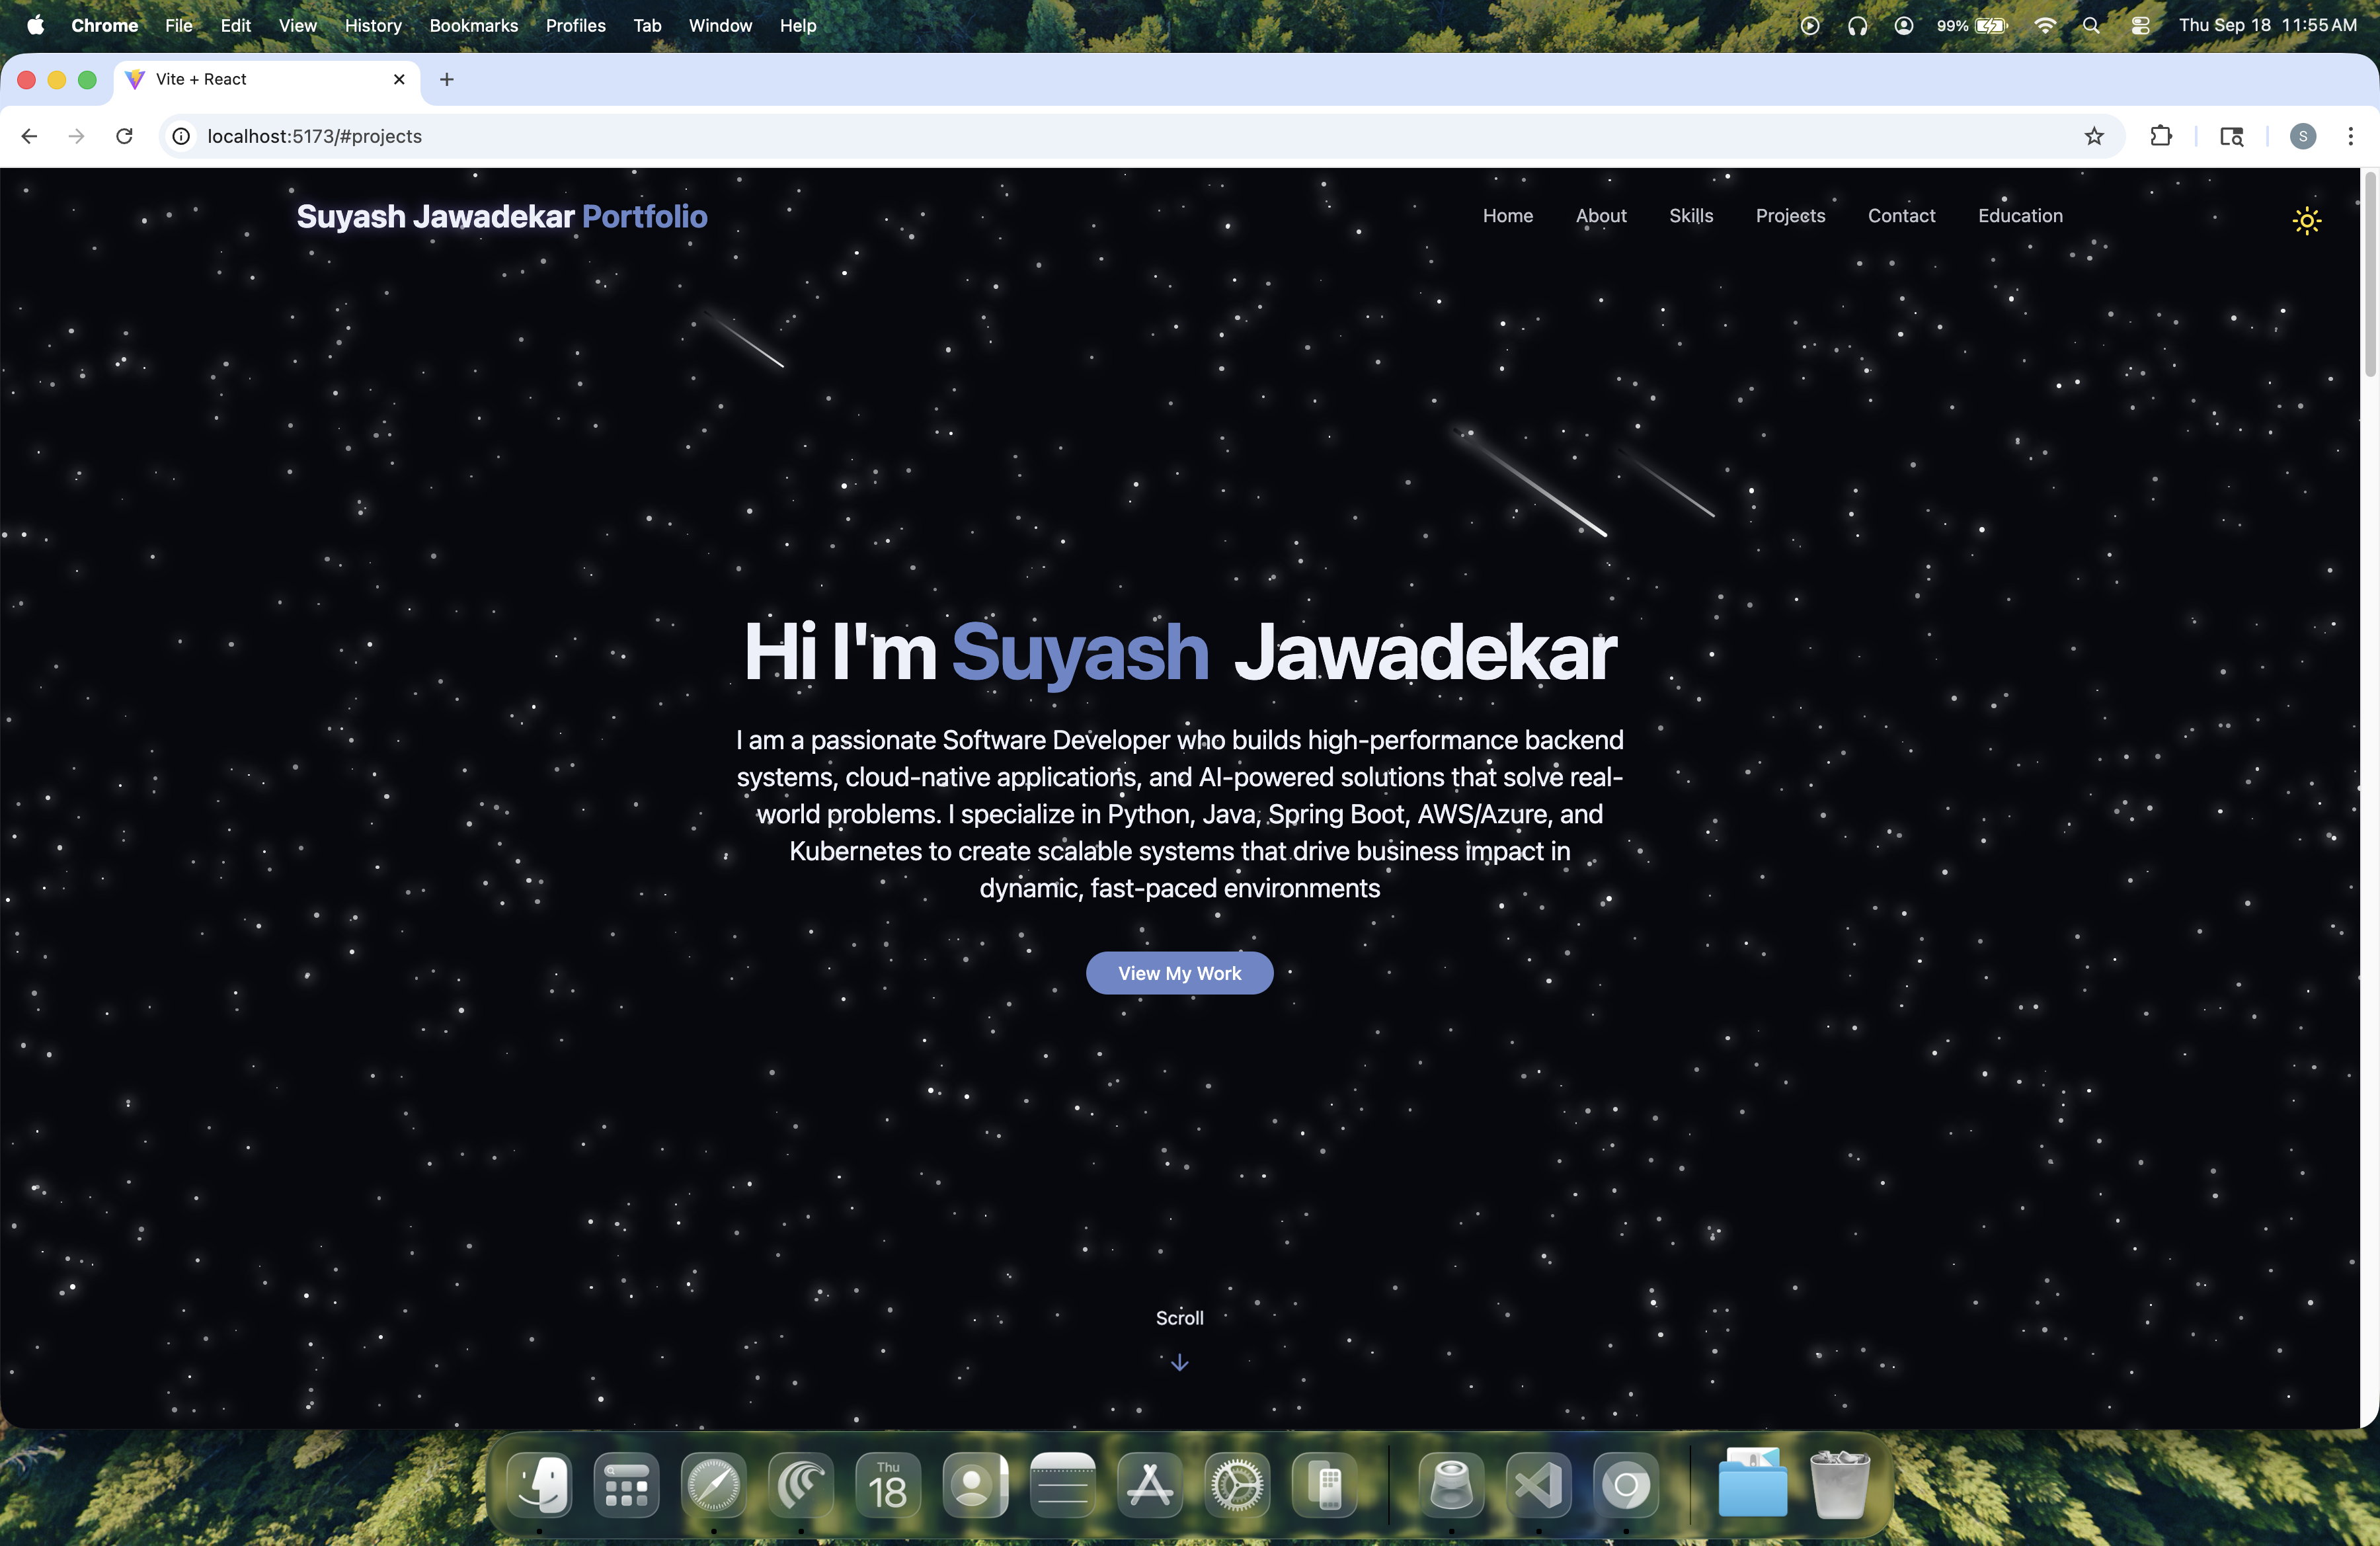 Chrome File Edit View History Bookmarks Profiles Tab Window Help 99% Thu Sep 18 11:55 AM
Vite + React
localhost:5173/#projects S
Suyash Jawadekar Portfolio Home About Skills Projects Contact Education
Hi I'm Suyash Jawadekar
I am a passionate Software Developer who builds high-performance backend
systems, cloud-native applications, and AI-powered solutions that solve real-
world problems. I specialize in Python, Java, Spring Boot, AWS/Azure, and
Kubernetes to create scalable systems that drive business impact in
dynamic, fast-paced environments
View My Work
Scroll
Thu
18